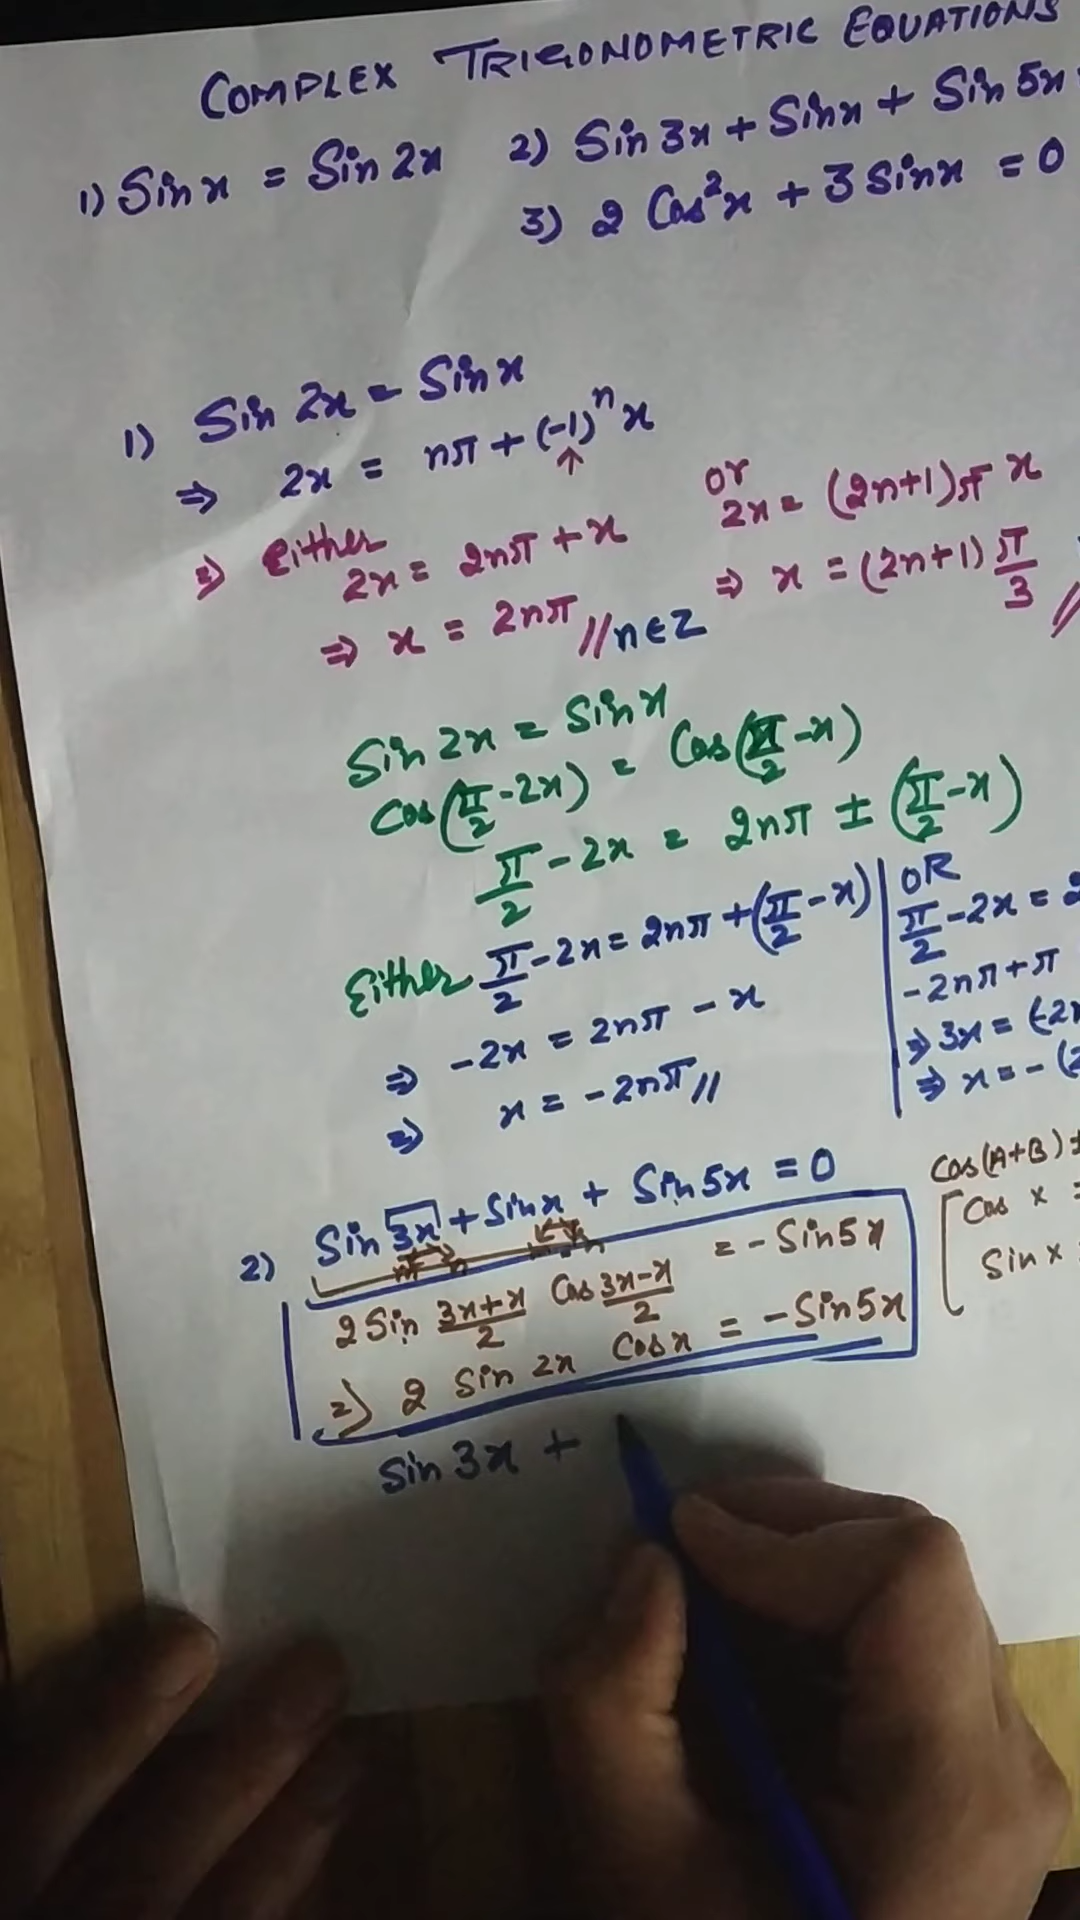 COMPLEX TRIGONOMETRIC EQUATIONS
1) Sin x = Sin 2x
2) Sin 3x + Sin x + Sin 5x
3) 2 Cos²x + 3 Sin x = 0
1) Sin 2x = Sin x
⇒ 2x = nπ + (-1)ⁿ x
↑
⇒ Either 2x = 2nπ + x
or 2x = (2n+1)π - x
⇒ x = 2nπ // n ∈ Z
⇒ x = (2n+1) π/3 //
Sin 2x = Sin x
Cos (π/2 - 2x) = Cos (π/2 - x)
π/2 - 2x = 2nπ ± (π/2 - x)
Either π/2 - 2x = 2nπ + (π/2 - x)
OR
π/2 - 2x = 2
⇒ -2x = 2nπ - x
- 2nπ + π
⇒ x = -2nπ //
⇒ 3x = (-2n
⇒ x = - (2
2) Sin 3x + Sin x + Sin 5x = 0
2 Sin (3x+x)/2 Cos (3x-x)/2 = - Sin 5x
⇒ 2 Sin 2x Cos x = - Sin 5x
Sin 3x +
Cos (A+B) ±
Cos x =
Sin x